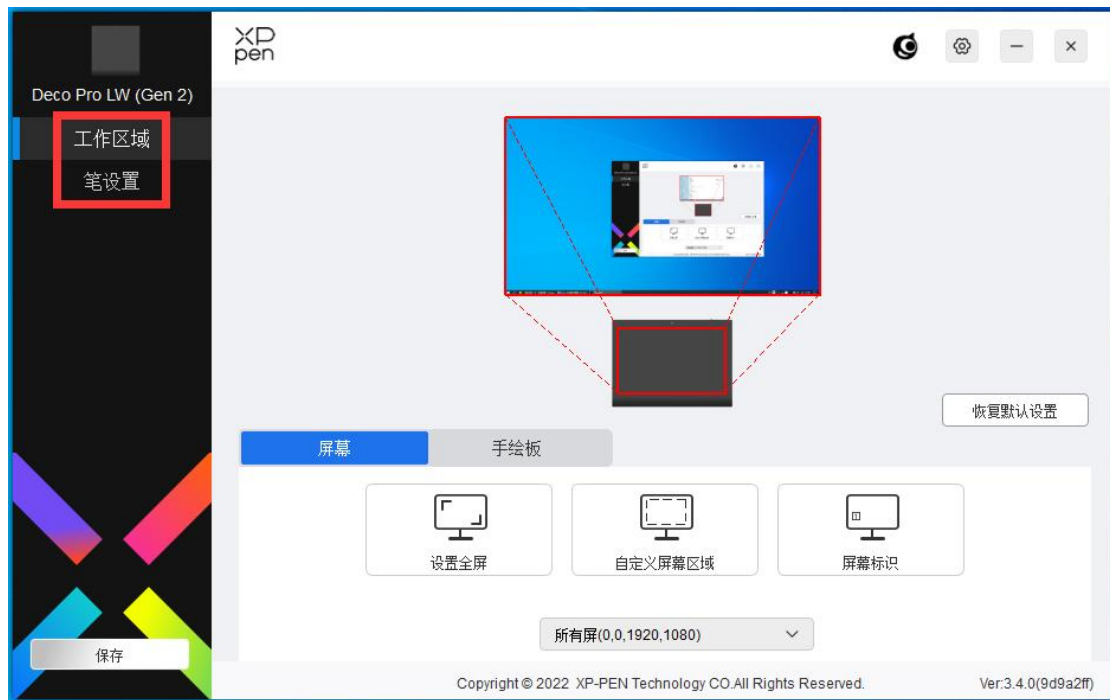 XP
pen
Deco Pro LW (Gen 2)
工作区域
笔设置
恢复默认设置
屏幕
手绘板
设置全屏
自定义屏幕区域
屏幕标识
所有屏(0,0,1920,1080)
保存
Copyright © 2022 XP-PEN Technology CO.All Rights Reserved.
Ver:3.4.0(9d9a2ff)